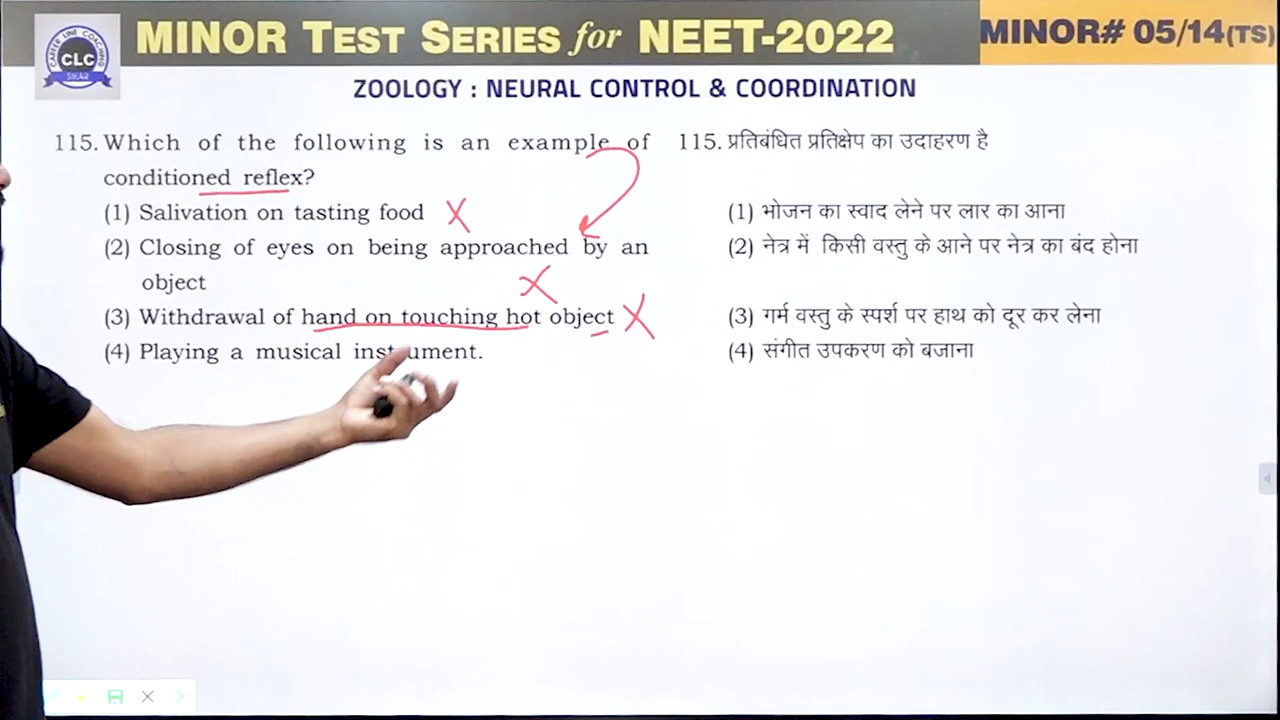 MINOR TEST SERIES for NEET-2022
MINOR# 05/14(TS)
CAREER LINE COACHING
CLC
SIKAR
ZOOLOGY : NEURAL CONTROL & COORDINATION
115. Which of the following is an example of
conditioned reflex?
(1) Salivation on tasting food
(2) Closing of eyes on being approached by an
object
(3) Withdrawal of hand on touching hot object
(4) Playing a musical instrument.
115. प्रतिबंधित प्रतिक्षेप का उदाहरण है
(1) भोजन का स्वाद लेने पर लार का आना
(2) नेत्र में किसी वस्तु के आने पर नेत्र का बंद होना
(3) गर्म वस्तु के स्पर्श पर हाथ को दूर कर लेना
(4) संगीत उपकरण को बजाना